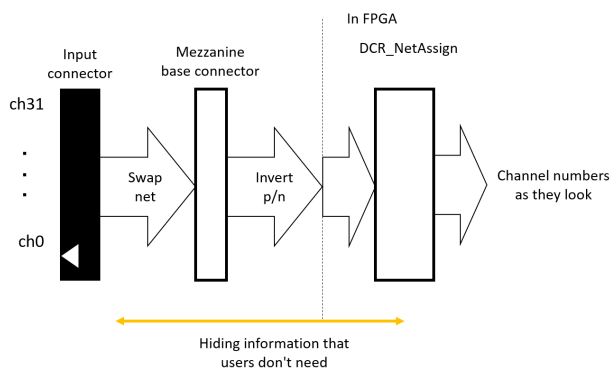 In FPGA
DCR_NetAssign
Input
connector
Mezzanine
base connector
ch31
.
.
.
ch0
Swap
net
Invert
p/n
Channel numbers
as they look
Hiding information that
users don't need